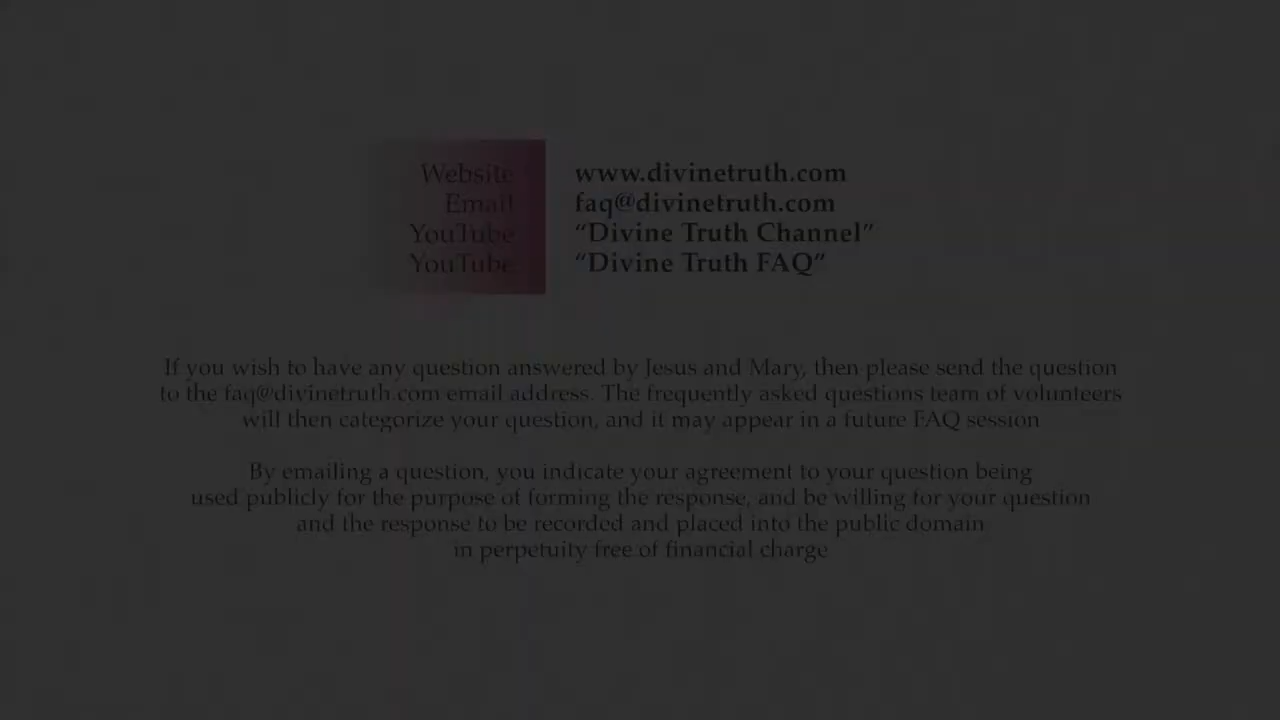 Website www.divinetruth.com
Email faq@divinetruth.com
YouTube “Divine Truth Channel”
YouTube “Divine Truth FAQ”
If you wish to have any question answered by Jesus and Mary, then please send the question
to the faq@divinetruth.com email address. The frequently asked questions team of volunteers
will then categorize your question, and it may appear in a future FAQ session
By emailing a question, you indicate your agreement to your question being
used publicly for the purpose of forming the response, and be willing for your question
and the response to be recorded and placed into the public domain
in perpetuity free of financial charge